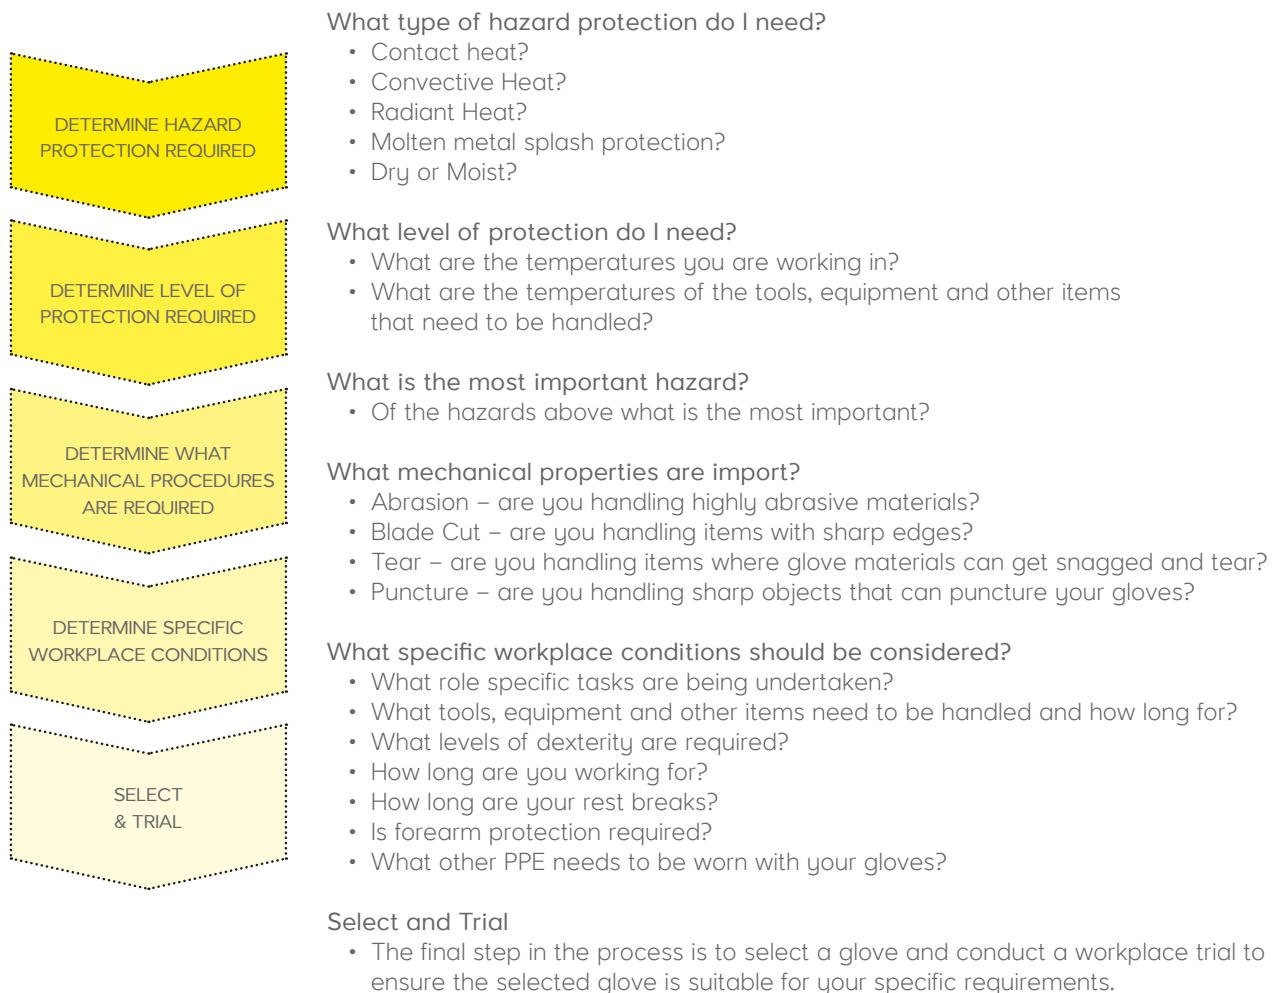 What type of hazard protection do I need?
• Contact heat?
• Convective Heat?
• Radiant Heat?
• Molten metal splash protection?
• Dry or Moist?
DETERMINE HAZARD
PROTECTION REQUIRED
What level of protection do I need?
• What are the temperatures you are working in?
• What are the temperatures of the tools, equipment and other items
that need to be handled?
DETERMINE LEVEL OF
PROTECTION REQUIRED
What is the most important hazard?
• Of the hazards above what is the most important?
What mechanical properties are import?
• Abrasion – are you handling highly abrasive materials?
• Blade Cut – are you handling items with sharp edges?
• Tear – are you handling items where glove materials can get snagged and tear?
• Puncture – are you handling sharp objects that can puncture your gloves?
DETERMINE WHAT
MECHANICAL PROCEDURES
ARE REQUIRED
What specific workplace conditions should be considered?
• What role specific tasks are being undertaken?
• What tools, equipment and other items need to be handled and how long for?
• What levels of dexterity are required?
• How long are you working for?
• How long are your rest breaks?
• Is forearm protection required?
• What other PPE needs to be worn with your gloves?
DETERMINE SPECIFIC
WORKPLACE CONDITIONS
SELECT
& TRIAL
Select and Trial
• The final step in the process is to select a glove and conduct a workplace trial to
ensure the selected glove is suitable for your specific requirements.